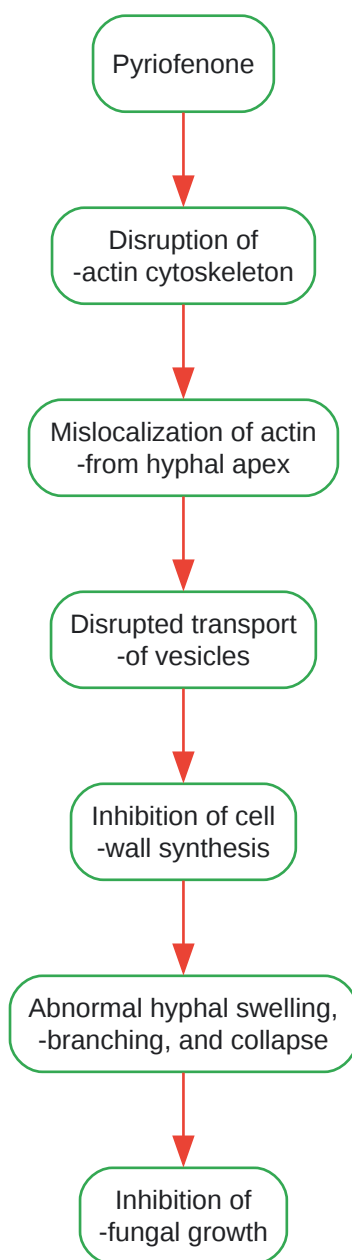 Pyriofenone
Disruption of
-actin cytoskeleton
Mislocalization of actin
-from hyphal apex
Disrupted transport
-of vesicles
Inhibition of cell
-wall synthesis
Abnormal hyphal swelling,
-branching, and collapse
Inhibition of
-fungal growth